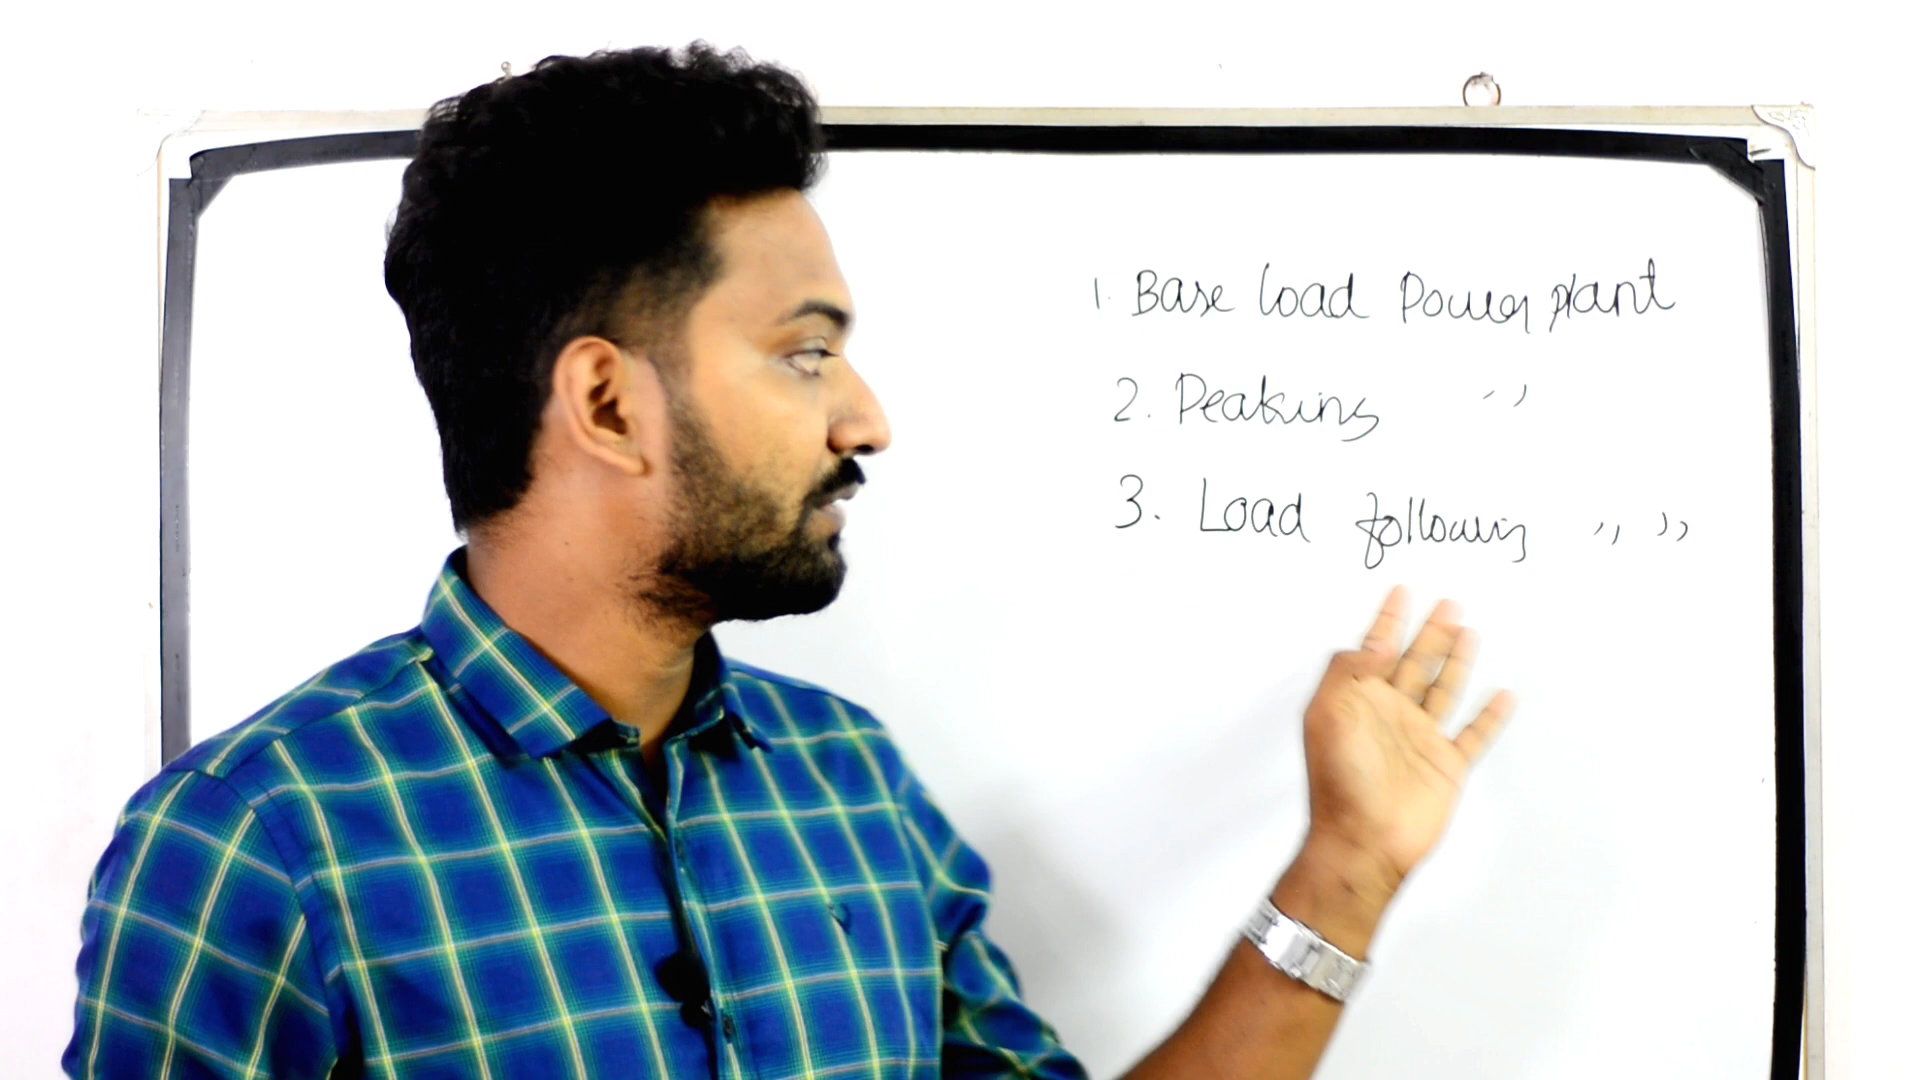 1. Base load Power plant
2. Peaking ''
3. Load following '' ''